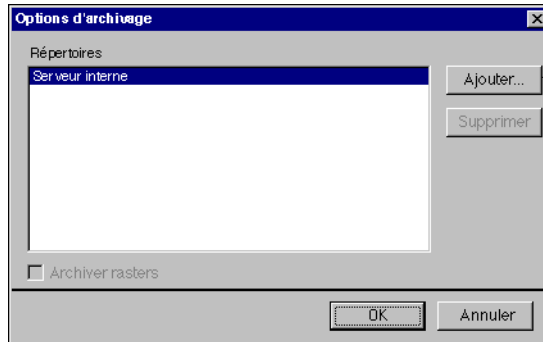 Options d'archivage
Répertoires
Serveur interne
Ajouter...
Supprimer
Archiver rasters
OK
Annuler